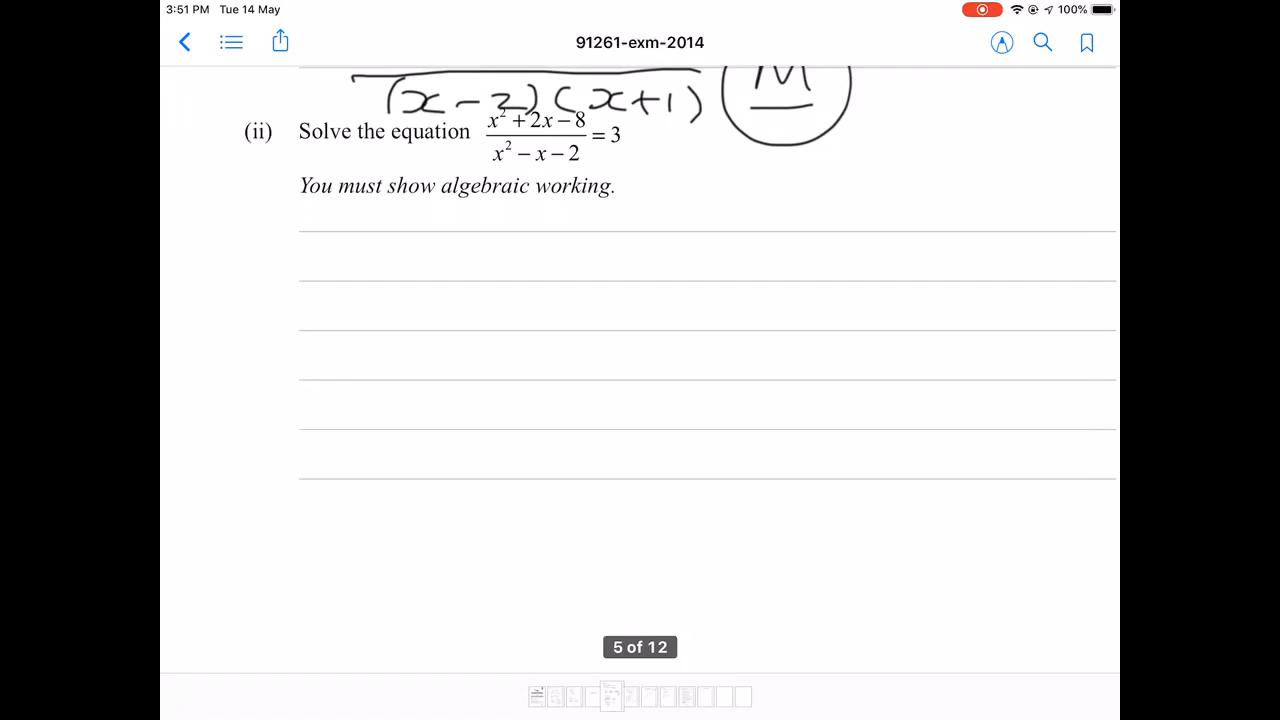 3:51 PM Tue 14 May 100%
91261-exm-2014
M
(x-2)(x+1)
(ii) Solve the equation x² + 2x – 8 / x² – x – 2 = 3
You must show algebraic working.
5 of 12